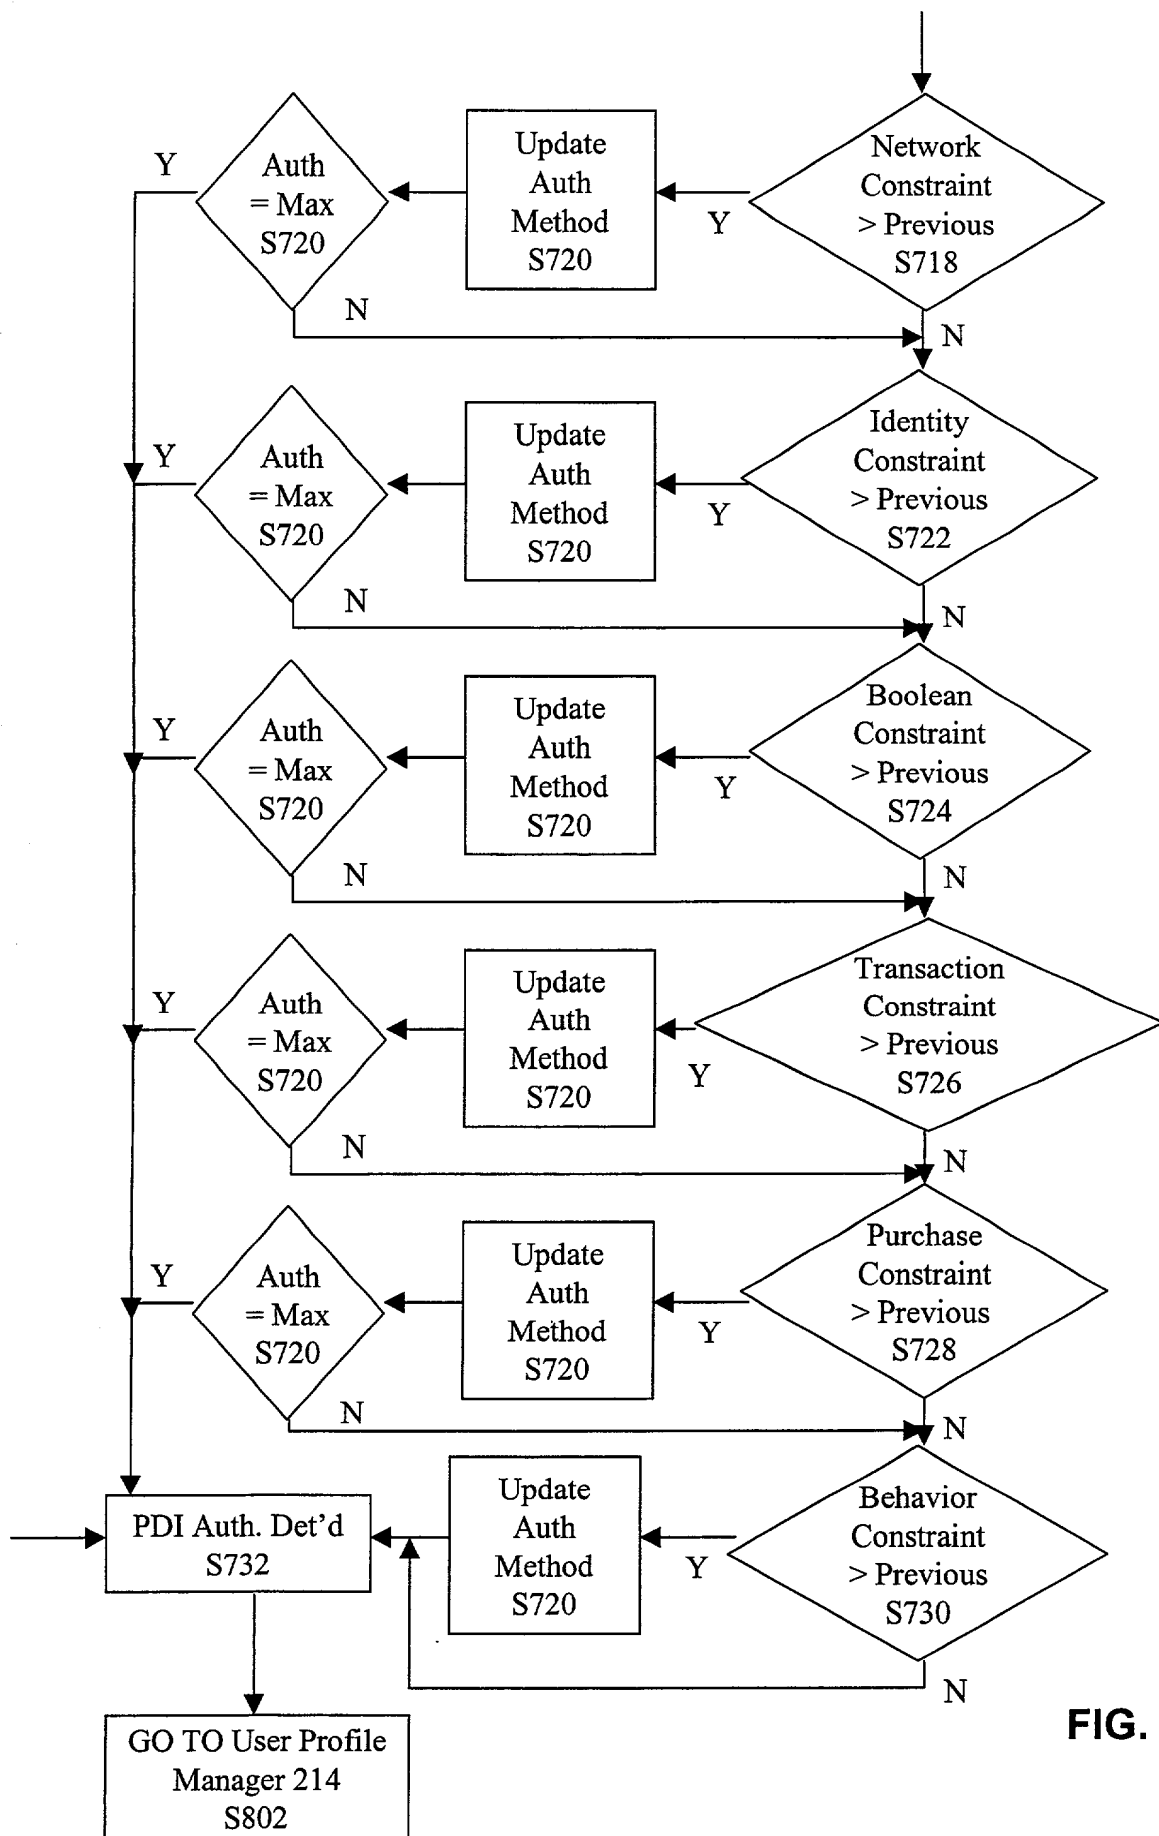 Auth
= Max
S720
Update
Auth
Method
S720
Network
Constraint
> Previous
S718
Y
Y
N
N
Auth
= Max
S720
Update
Auth
Method
S720
Identity
Constraint
> Previous
S722
Y
Y
N
N
Auth
= Max
S720
Update
Auth
Method
S720
Boolean
Constraint
> Previous
S724
Y
Y
N
N
Auth
= Max
S720
Update
Auth
Method
S720
Transaction
Constraint
> Previous
S726
Y
Y
N
N
Auth
= Max
S720
Update
Auth
Method
S720
Purchase
Constraint
> Previous
S728
Y
Y
N
N
PDI Auth. Det'd
S732
Update
Auth
Method
S720
Behavior
Constraint
> Previous
S730
Y
N
GO TO User Profile
Manager 214
S802
FIG.